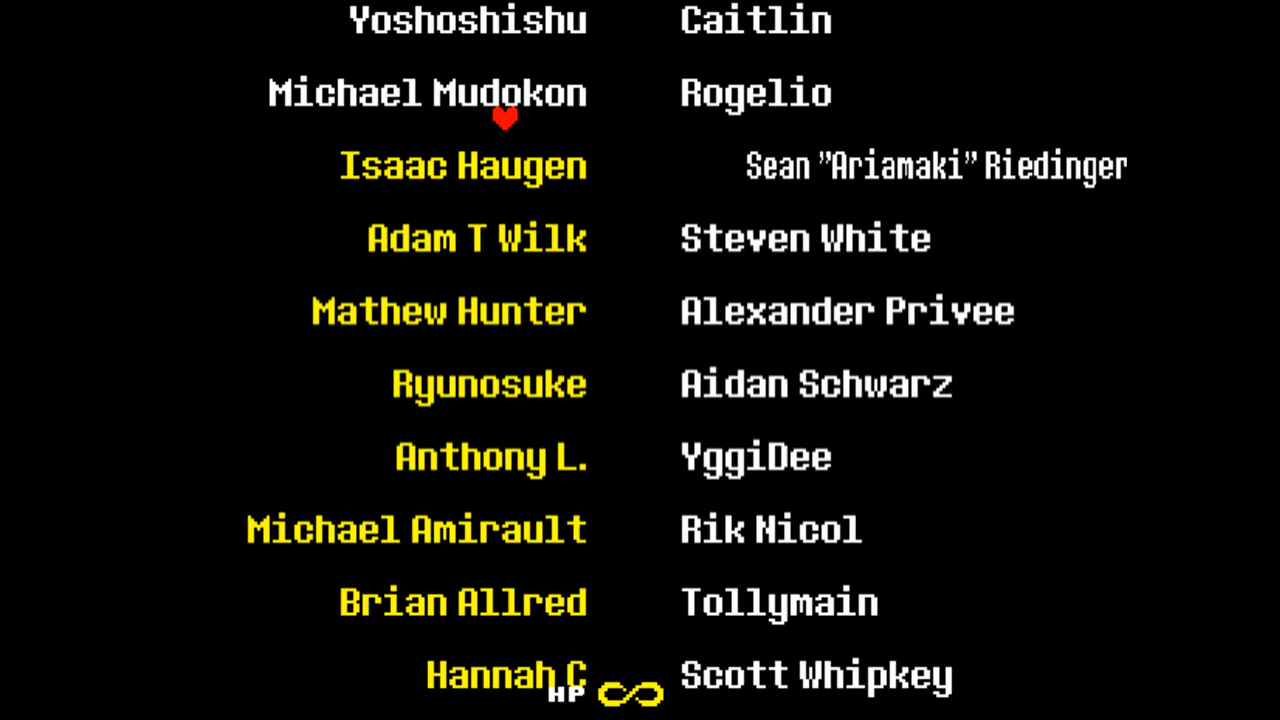 Yoshoshishu Caitlin
Michael Mudokon Rogelio
Isaac Haugen Sean "Ariamaki" Riedinger
Adam T Wilk Steven White
Mathew Hunter Alexander Privee
Ryunosuke Aidan Schwarz
Anthony L. YggiDee
Michael Amirault Rik Nicol
Brian Allred Tollymain
Hannah C Scott Whipkey
HP ∞